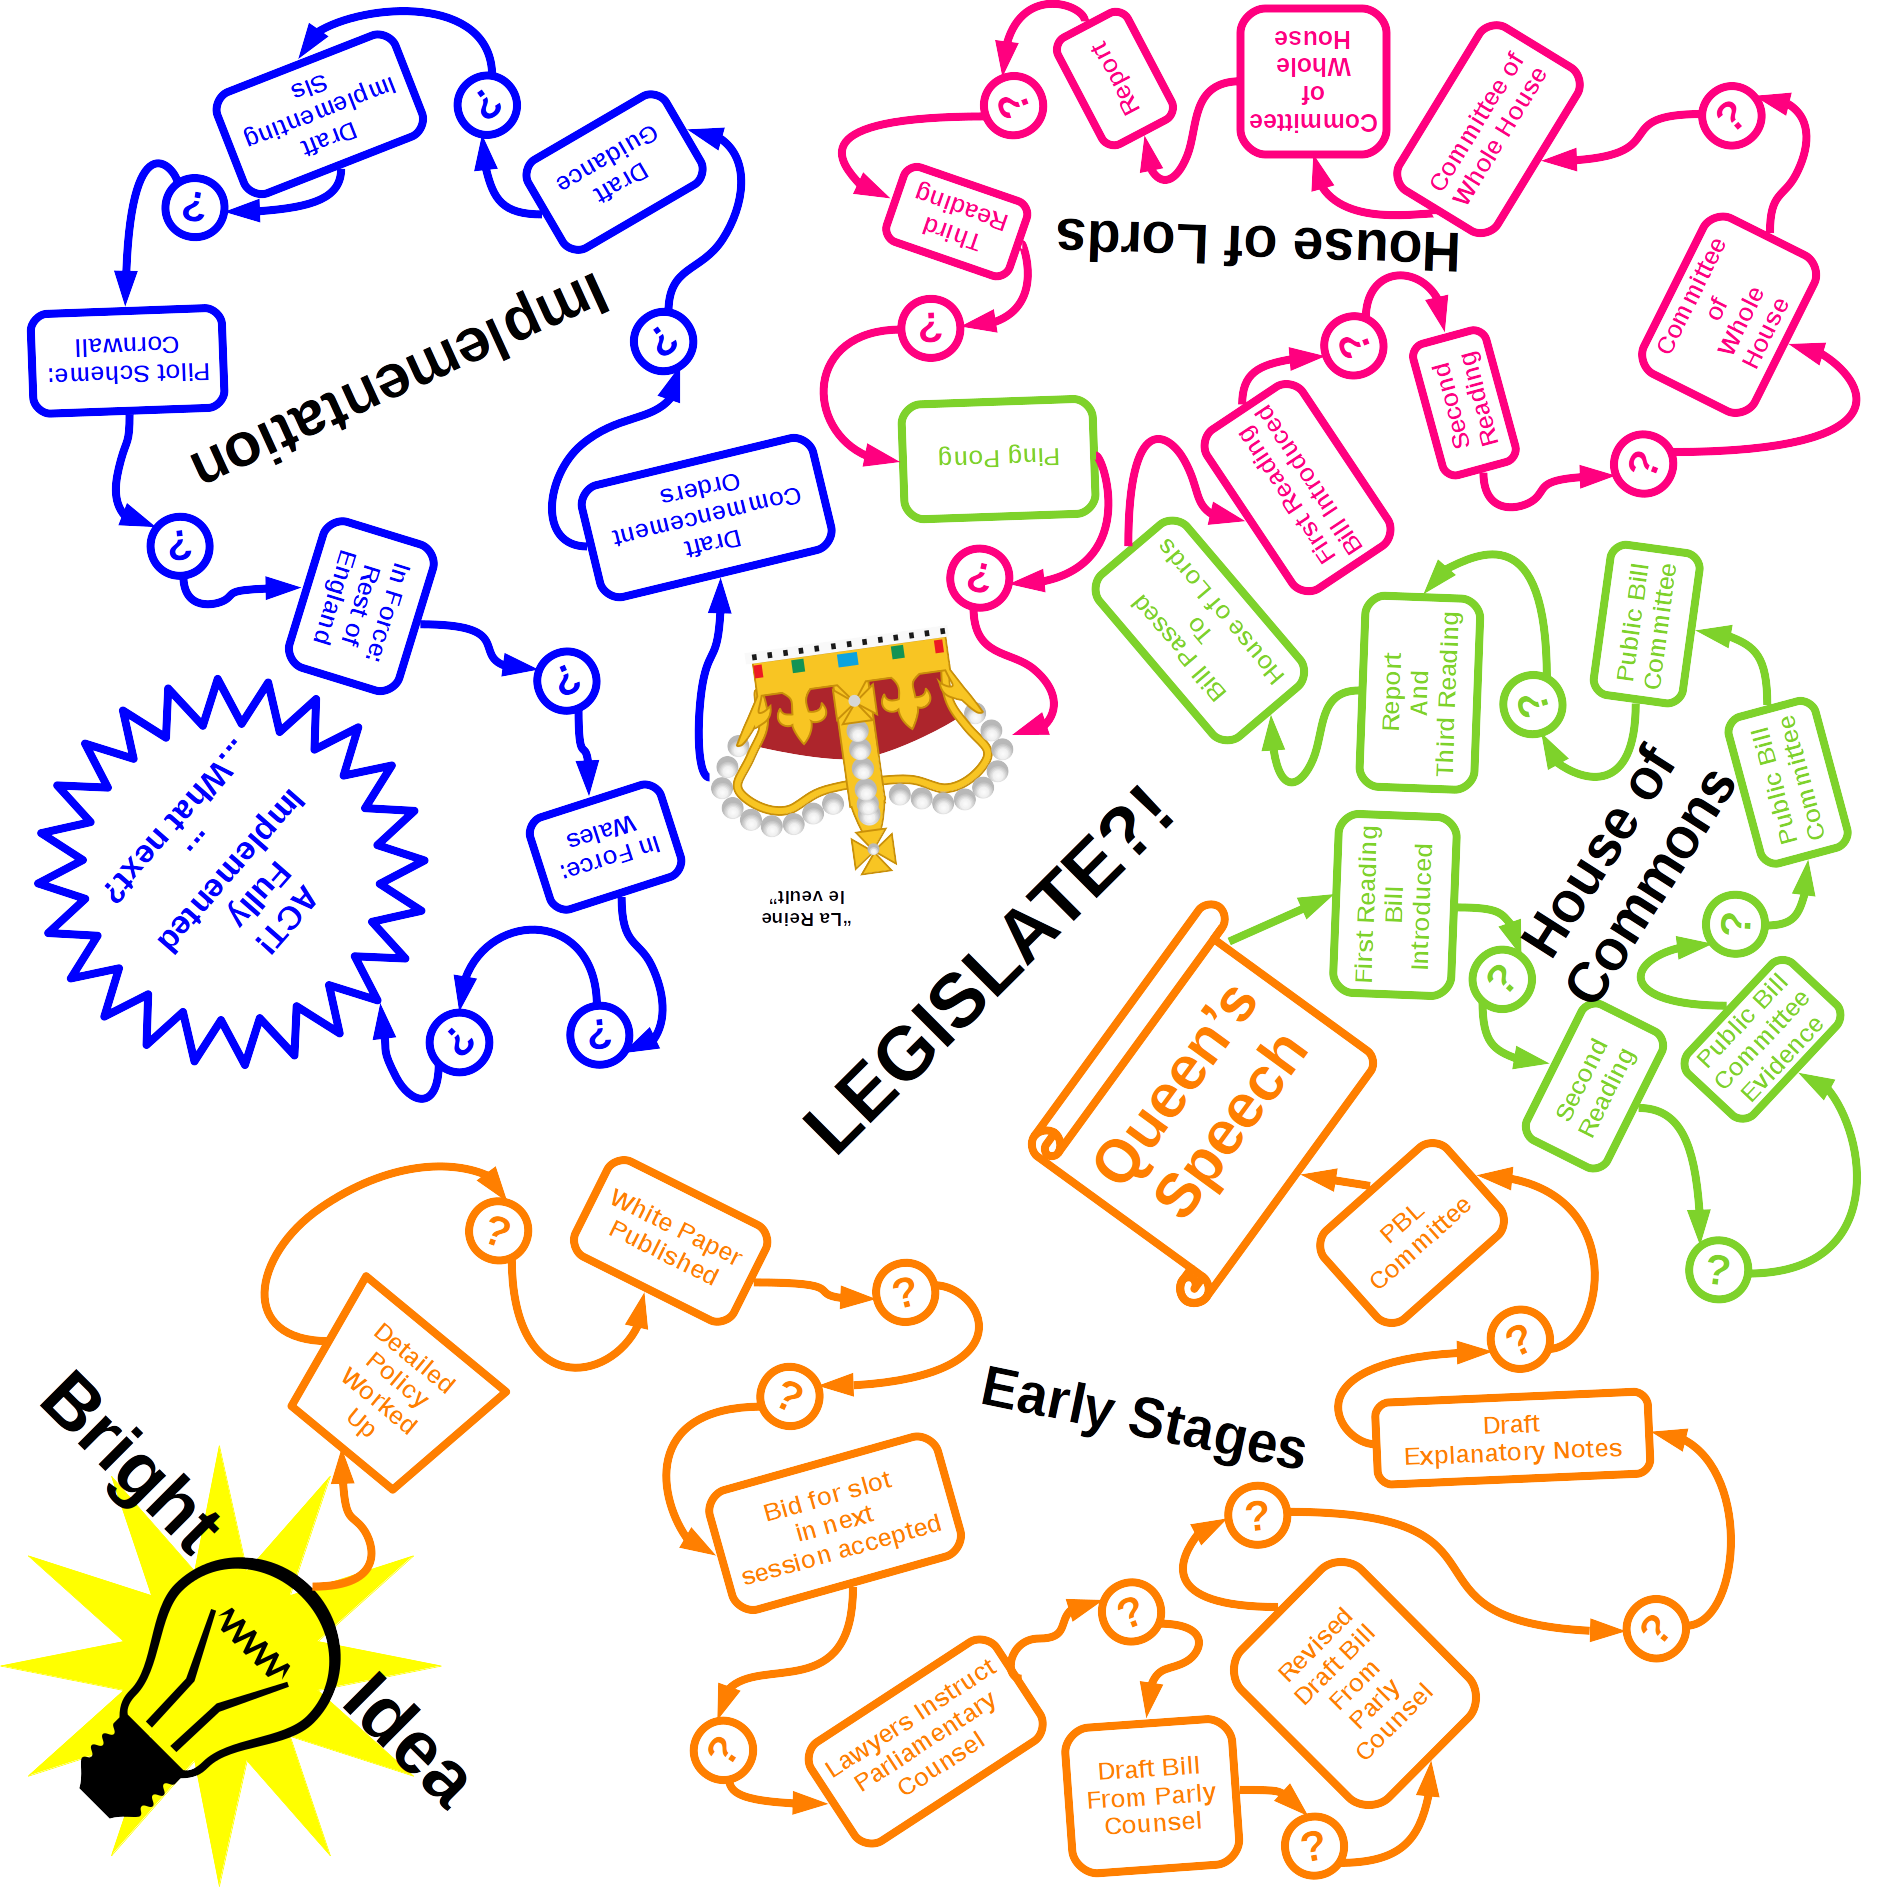 Bright
Idea
Detailed
Policy
Worked
Up
?
White Paper
Published
?
?
Bid for slot
in next
session accepted
?
Lawyers Instruct
Parliamentary
Counsel
?
Draft Bill
From Parly
Counsel
?
Revised
Draft Bill
From
Parly
Counsel
?
?
Draft
Explanatory Notes
?
PBL
Committee
Early Stages
Queen’s
Speech
LEGISLATE?!
First Reading
Bill
Introduced
?
Second
Reading
?
Public Bill
Committee
Evidence
?
Public Bill
Committee
Public Bill
Committee
?
Report
And
Third Reading
Bill Passed
To
House of Lords
House of
Commons
First Reading
Bill Introduced
?
Second
Reading
?
Committee
of
Whole
House
?
Committee of
Whole House
Committee
of
Whole
House
Report
?
Third
Reading
?
Ping Pong
?
House of Lords
“La Reine
le veult”
Draft
Commencement
Orders
?
Draft
Guidance
?
Draft
Implementing
SIs
?
Pilot Scheme:
Cornwall
?
In Force:
Rest of
England
?
In Force:
Wales
?
?
Implementation
ACT!
Fully
Implemented
...
...What next?